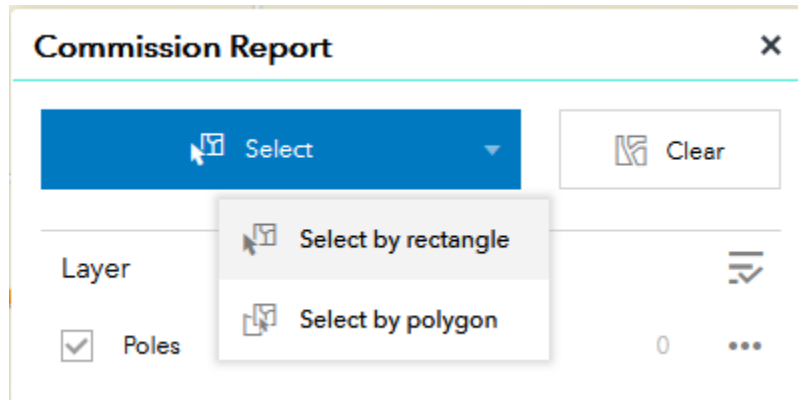 Commission Report
Select
Clear
Select by rectangle
Layer
Select by polygon
Poles
0